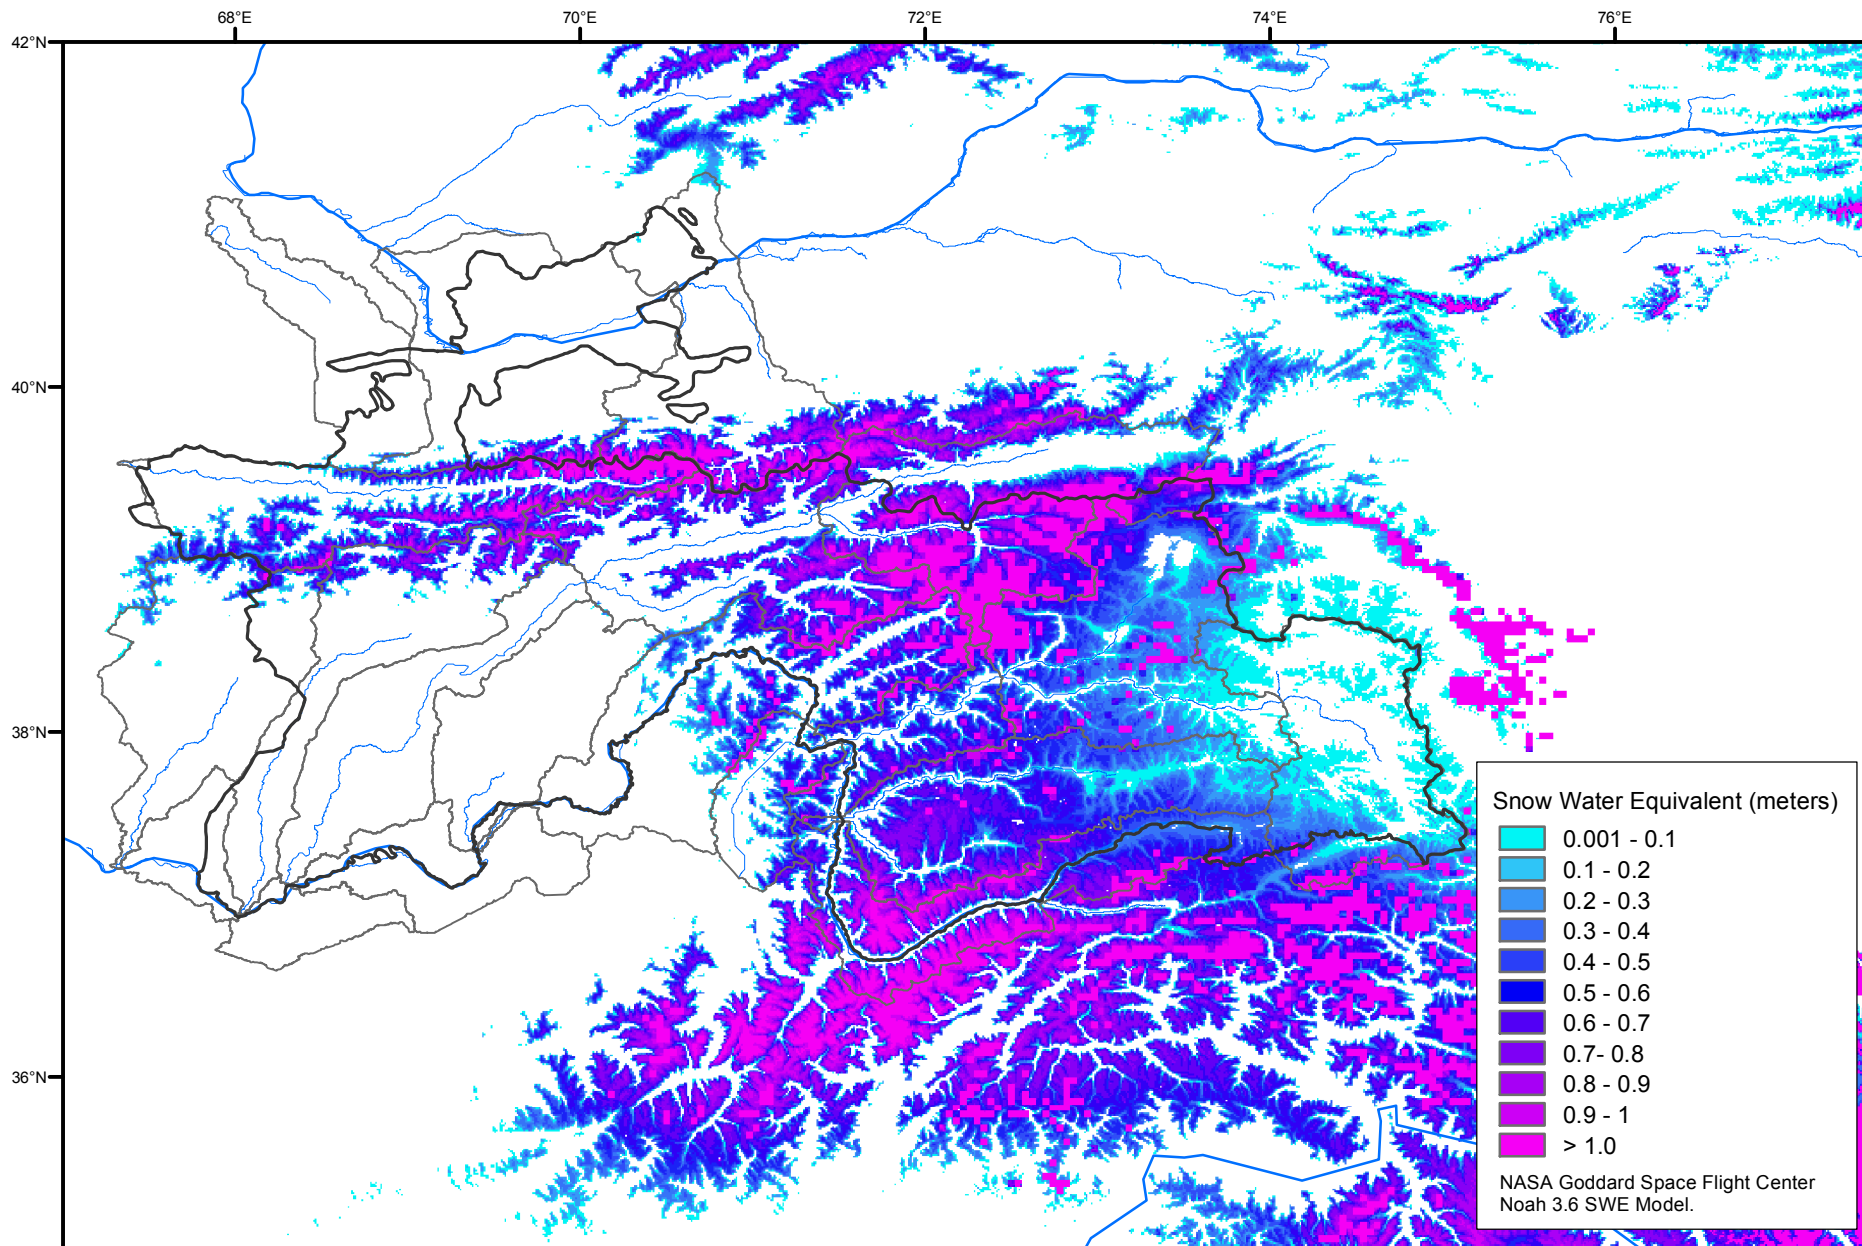 68°E 70°E 72°E 74°E 76°E
42°N
40°N
38°N
36°N
Snow Water Equivalent (meters)
0.001 - 0.1
0.1 - 0.2
0.2 - 0.3
0.3 - 0.4
0.4 - 0.5
0.5 - 0.6
0.6 - 0.7
0.7- 0.8
0.8 - 0.9
0.9 - 1
> 1.0
NASA Goddard Space Flight Center
Noah 3.6 SWE Model.